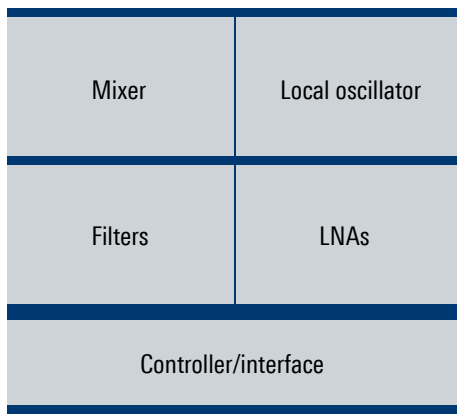 Mixer
Local oscillator
Filters
LNAs
Controller/interface